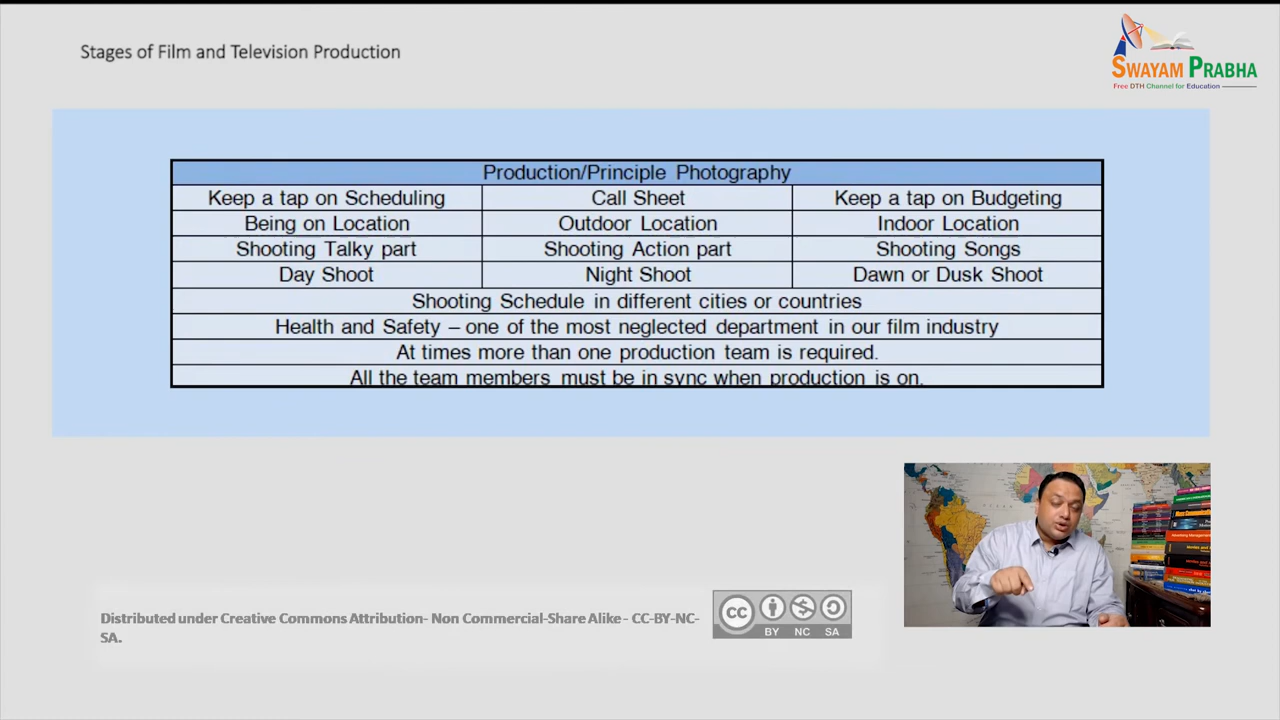 Stages of Film and Television Production
SWAYAM PRABHA
Free DTH Channel for Education
Production/Principle Photography
Keep a tap on Scheduling Call Sheet Keep a tap on Budgeting
Being on Location Outdoor Location Indoor Location
Shooting Talky part Shooting Action part Shooting Songs
Day Shoot Night Shoot Dawn or Dusk Shoot
Shooting Schedule in different cities or countries
Health and Safety – one of the most neglected department in our film industry
At times more than one production team is required.
All the team members must be in sync when production is on.
Distributed under Creative Commons Attribution- Non Commercial-Share Alike - CC-BY-NC-
SA.
cc
BY NC SA